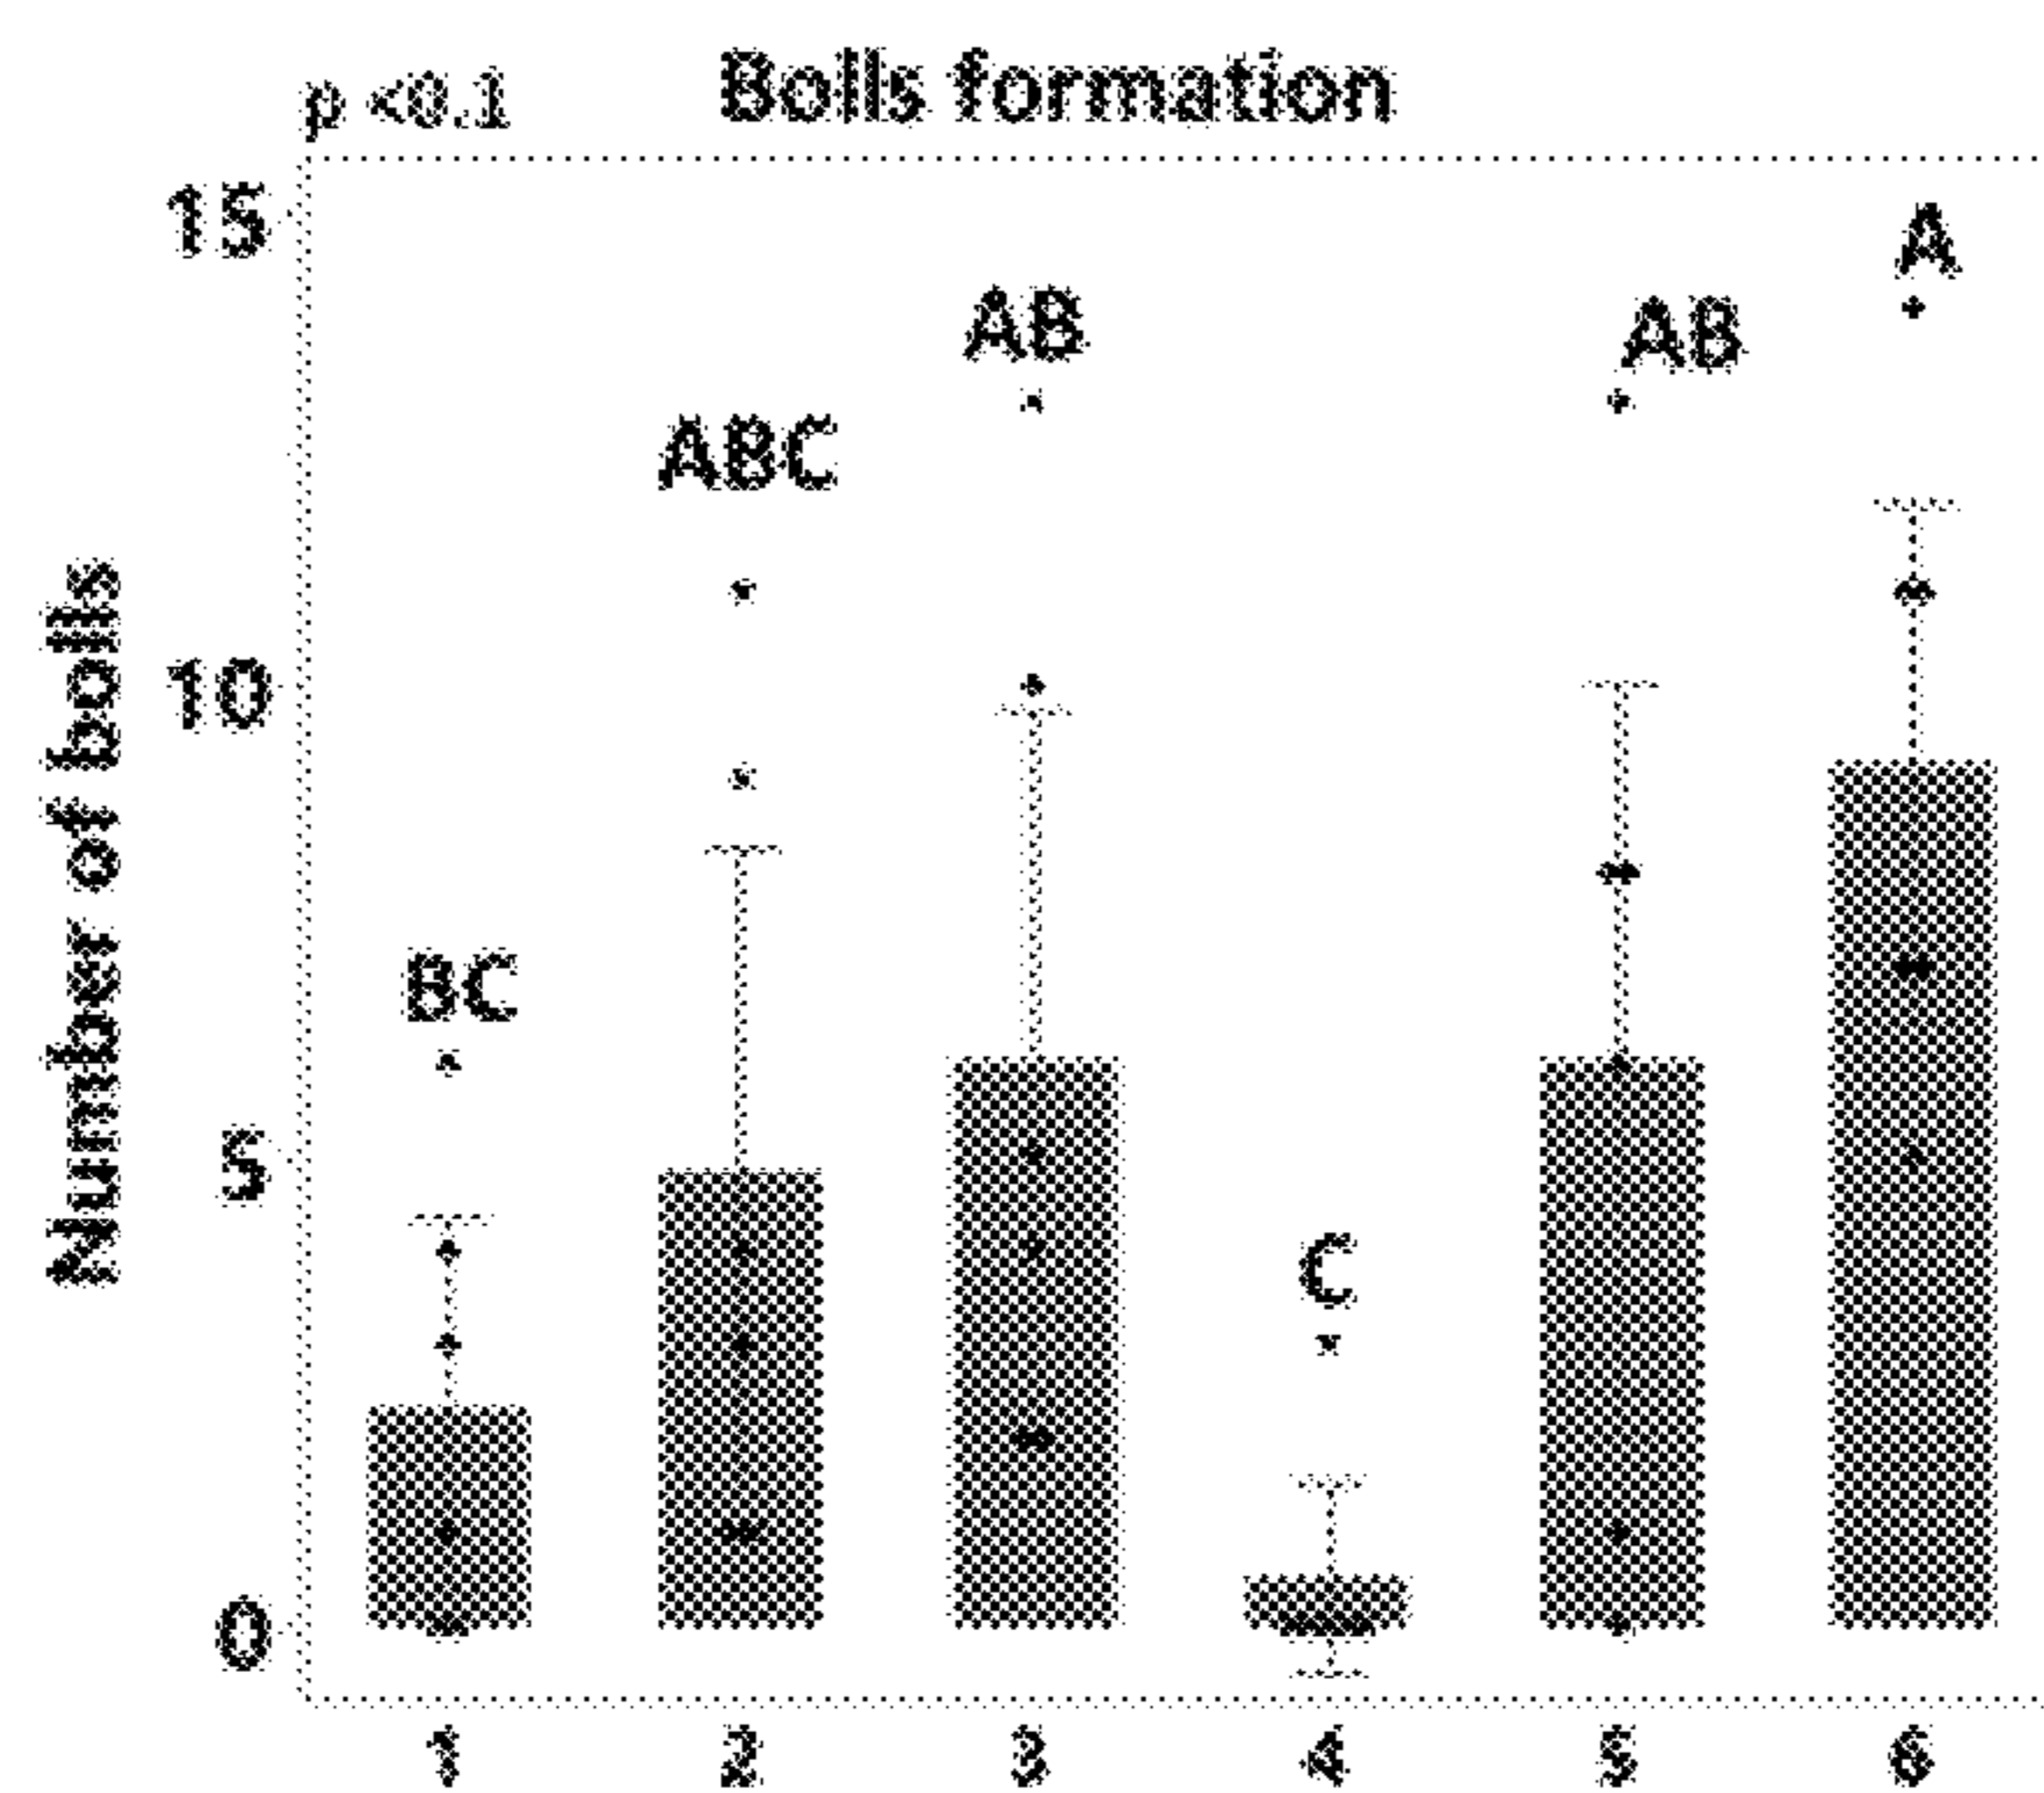 p <0.1
Bolls formation
15
A
AB
AB
ABC
10
BC
5
C
0
Number of bolls
1 2 3 4 5 6